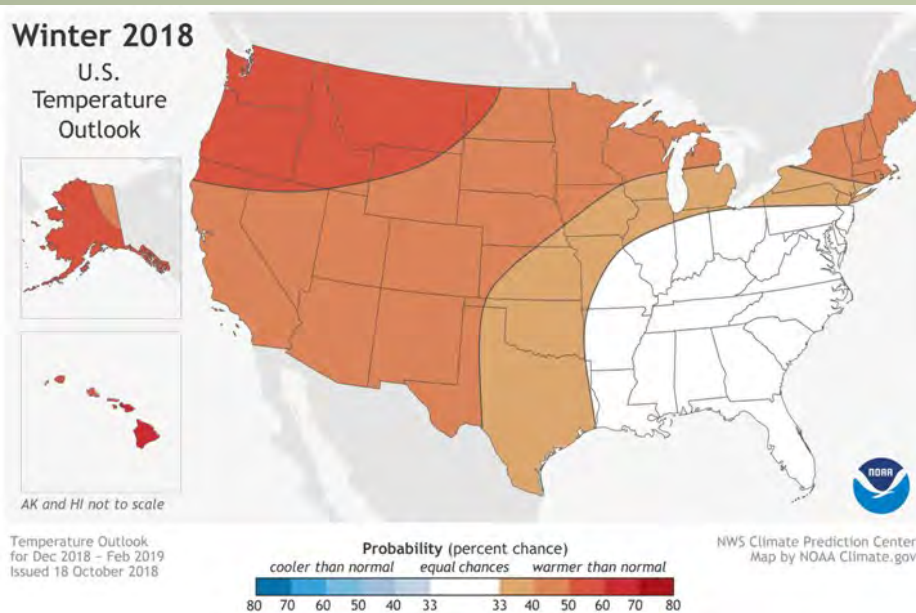 Winter 2018
U.S.
Temperature
Outlook
AK and HI not to scale
NOAA
Temperature Outlook
for Dec 2018 – Feb 2019
Issued 18 October 2018
Probability (percent chance)
cooler than normal equal chances warmer than normal
80 70 60 50 40 33 33 40 50 60 70 80
NWS Climate Prediction Center
Map by NOAA Climate.gov